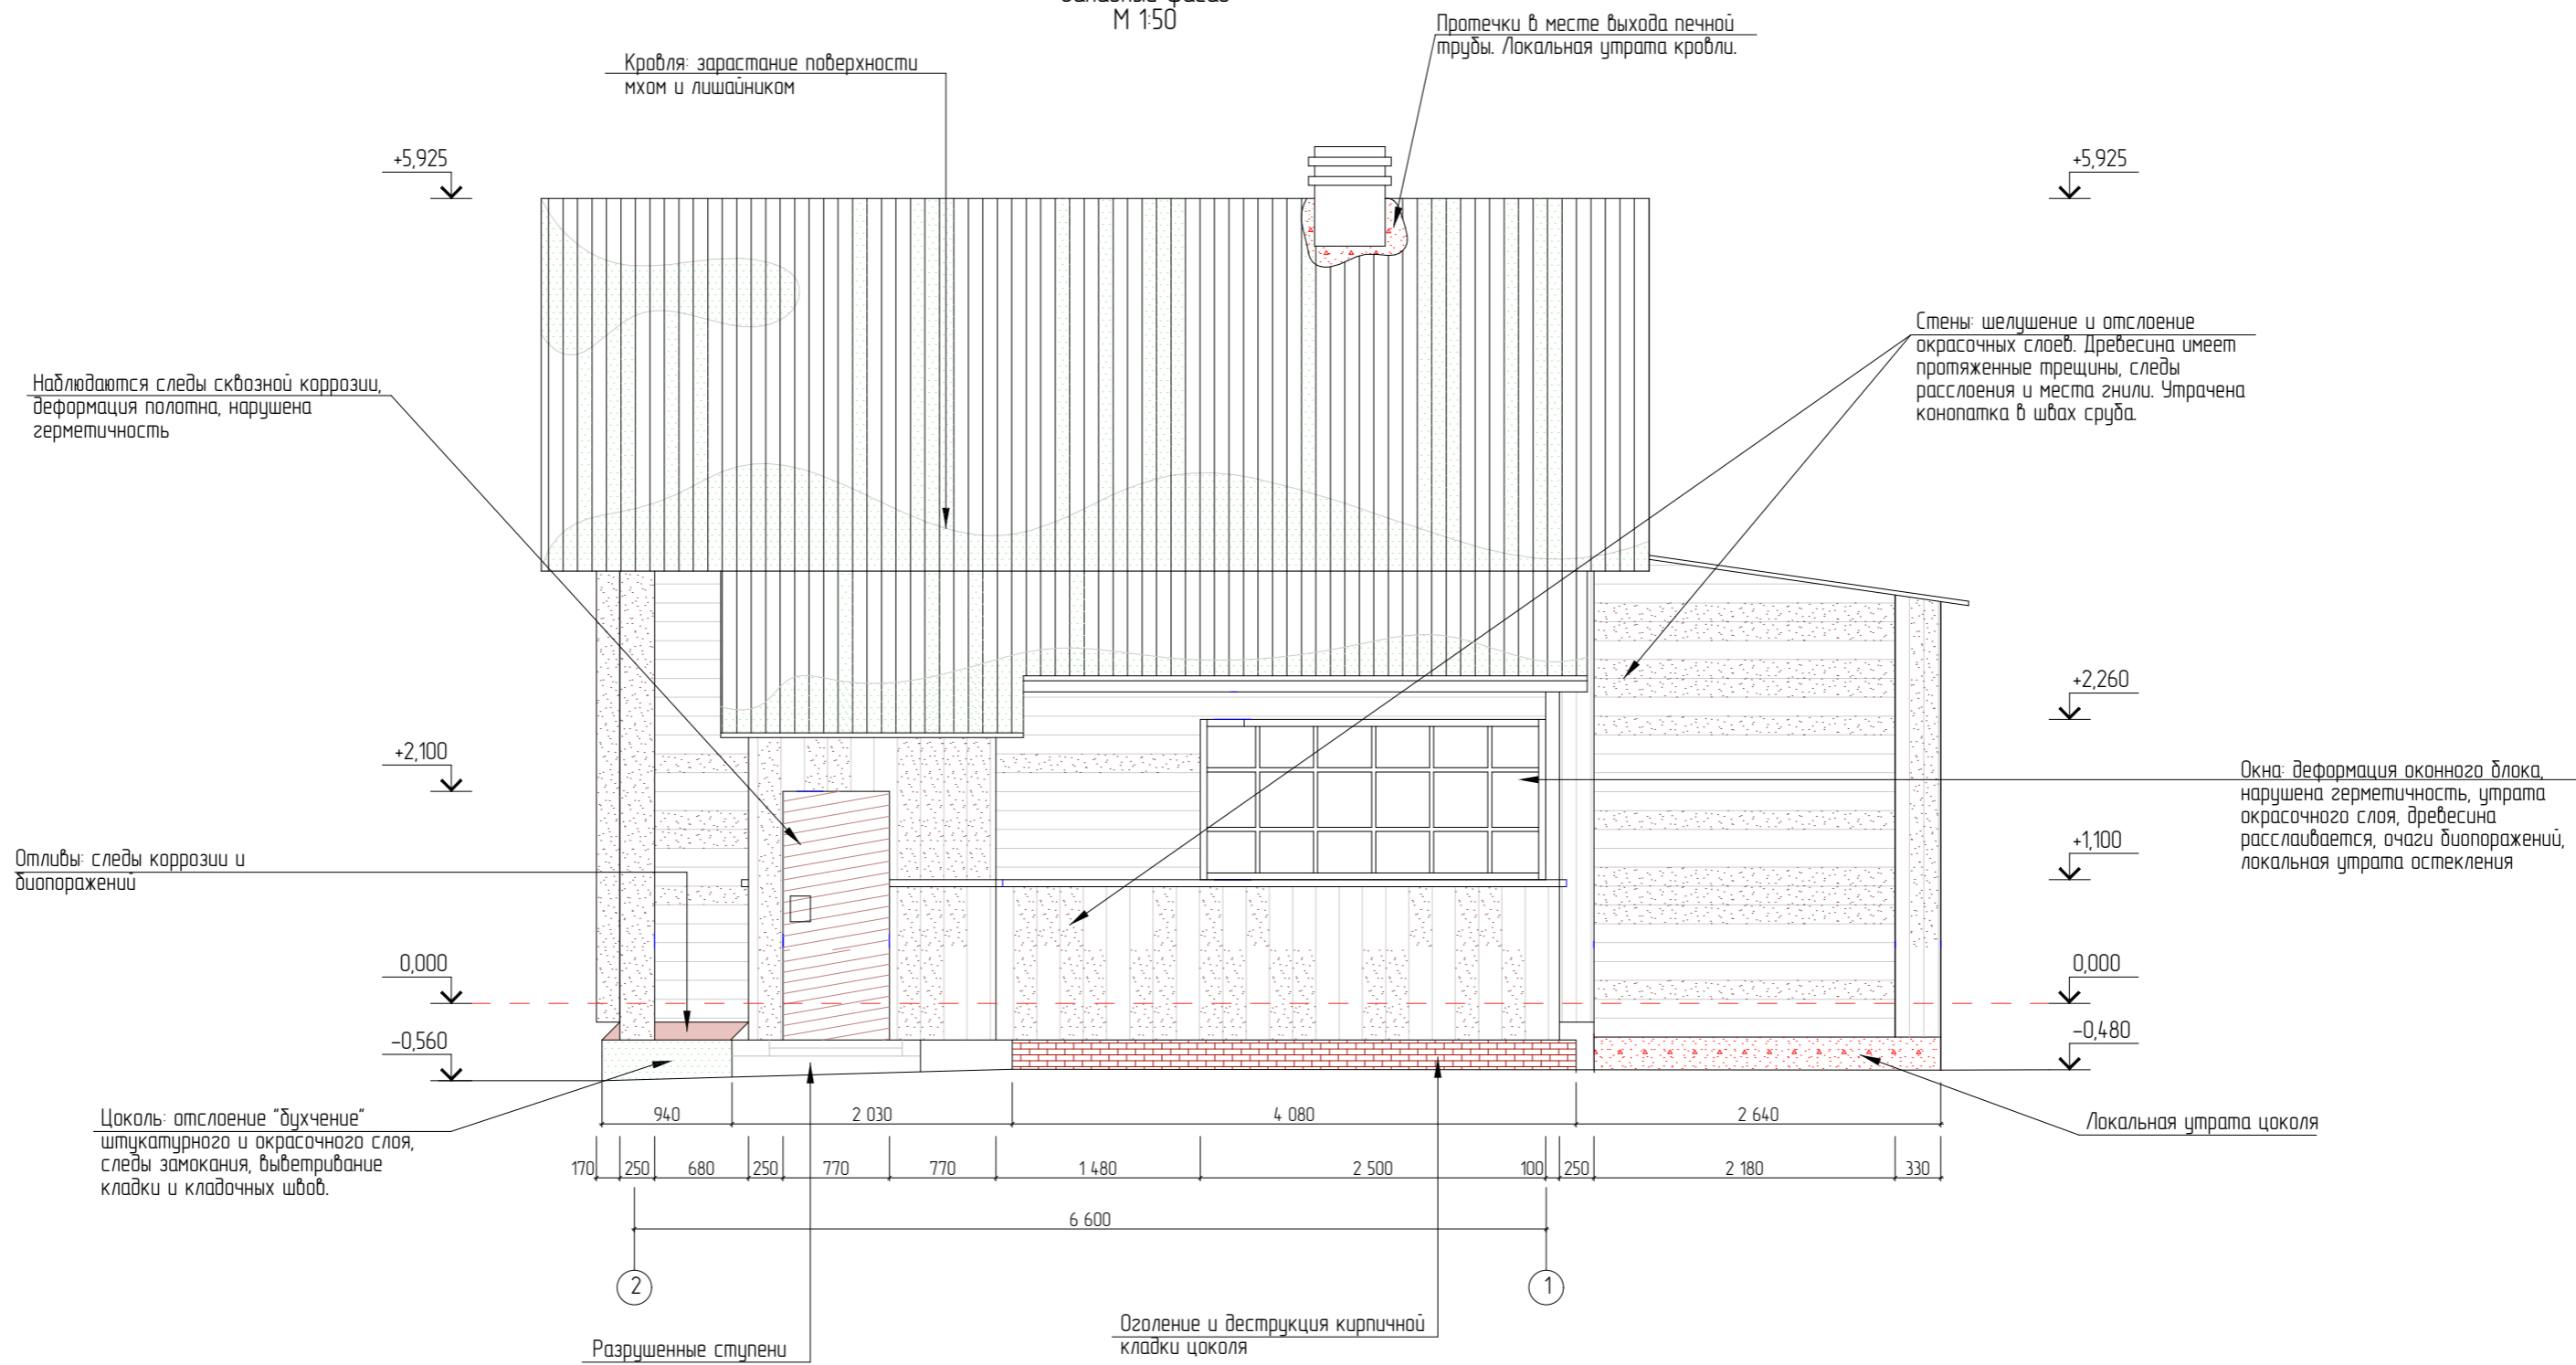 Западный фасад
М 1:50
Протечки в месте выхода печной
трубы. Локальная утрата кровли.
Кровля: зарастание поверхности
мхом и лишайником
+5,925
+5,925
Стены: шелушение и отслоение
окрасочных слоев. Древесина имеет
протяженные трещины, следы
расслоения и места гнили. Утрачена
конопатка в швах сруба.
Наблюдаются следы сквозной коррозии,
деформация полотна, нарушена
герметичность
+2,260
+2,100
Окна: деформация оконного блока,
нарушена герметичность, утрата
окрасочного слоя, древесина
расслаивается, очаги биопоражений,
локальная утрата остекления
+1,100
Отливы: следы коррозии и
биопоражений
0,000
0,000
-0,560
-0,480
Цоколь: отслоение "бухчение"
штукатурного и окрасочного слоя,
следы замокания, выветривание
кладки и кладочных швов.
940 2 030 4 080 2 640
Локальная утрата цоколя
170 250 680 250 770 770 1 480 2 500 100 250 2 180 330
6 600
2 1
Разрушенные ступени
Оголение и деструкция кирпичной
кладки цоколя